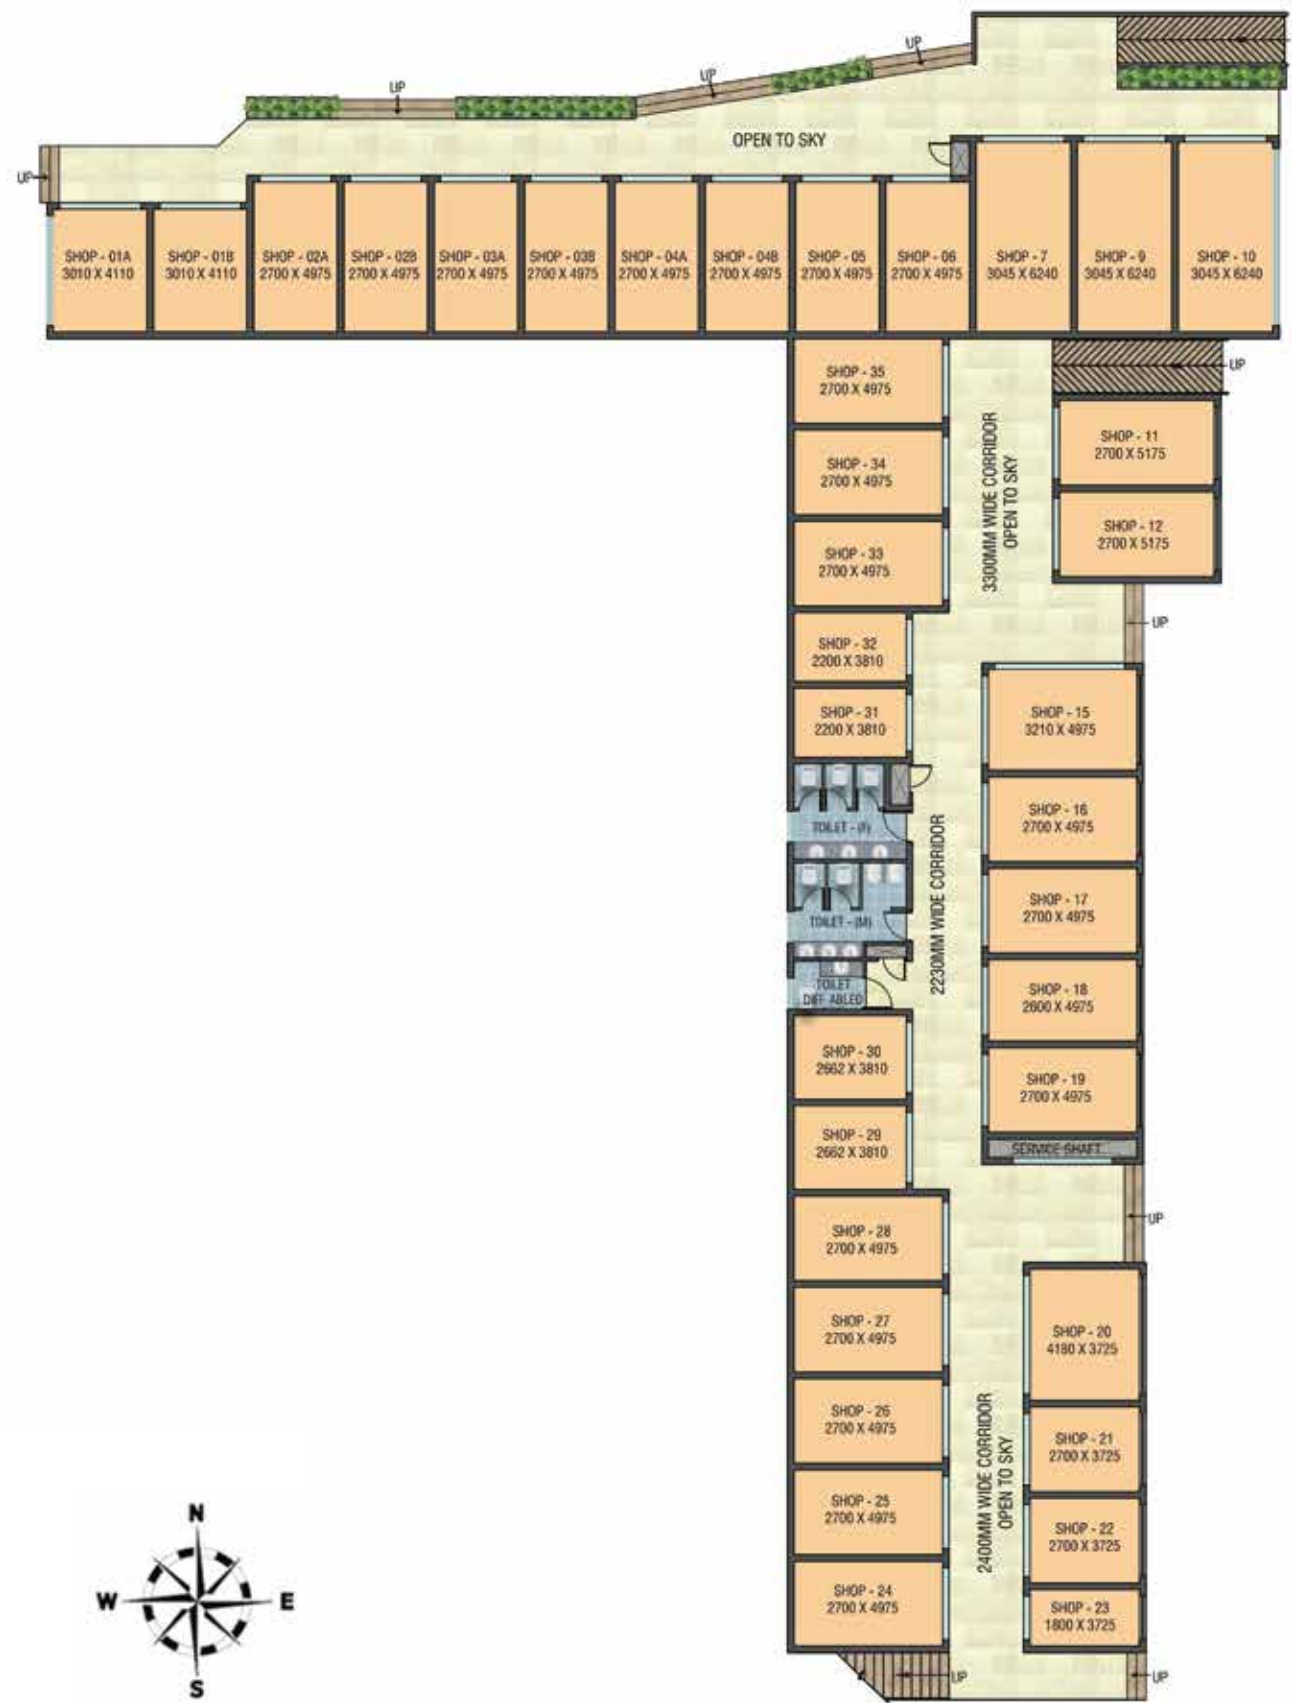 UP
UP
UP
OPEN TO SKY
UP
SHOP - 01A
3010 X 4110
SHOP - 01B
3010 X 4110
SHOP - 02A
2700 X 4975
SHOP - 02B
2700 X 4975
SHOP - 03A
2700 X 4975
SHOP - 03B
2700 X 4975
SHOP - 04A
2700 X 4975
SHOP - 04B
2700 X 4975
SHOP - 05
2700 X 4975
SHOP - 06
2700 X 4975
SHOP - 7
3045 X 6240
SHOP - 9
3045 X 6240
SHOP - 10
3045 X 6240
SHOP - 35
2700 X 4975
UP
SHOP - 34
2700 X 4975
3300MM WIDE CORRIDOR
OPEN TO SKY
SHOP - 11
2700 X 5175
SHOP - 12
2700 X 5175
SHOP - 33
2700 X 4975
UP
SHOP - 32
2200 X 3810
SHOP - 31
2200 X 3810
SHOP - 15
3210 X 4975
SHOP - 16
2700 X 4975
TOILET - (F)
2230MM WIDE CORRIDOR
SHOP - 17
2700 X 4975
TOILET - (M)
TOILET
DIFF ABLED
SHOP - 18
2600 X 4975
SHOP - 30
2662 X 3810
SHOP - 19
2700 X 4975
SHOP - 29
2662 X 3810
SERVICE SHAFT
SHOP - 28
2700 X 4975
UP
SHOP - 27
2700 X 4975
SHOP - 20
4180 X 3725
SHOP - 26
2700 X 4975
2400MM WIDE CORRIDOR
OPEN TO SKY
SHOP - 21
2700 X 3725
SHOP - 25
2700 X 4975
SHOP - 22
2700 X 3725
SHOP - 24
2700 X 4975
SHOP - 23
1800 X 3725
UP
UP
N
W
E
S